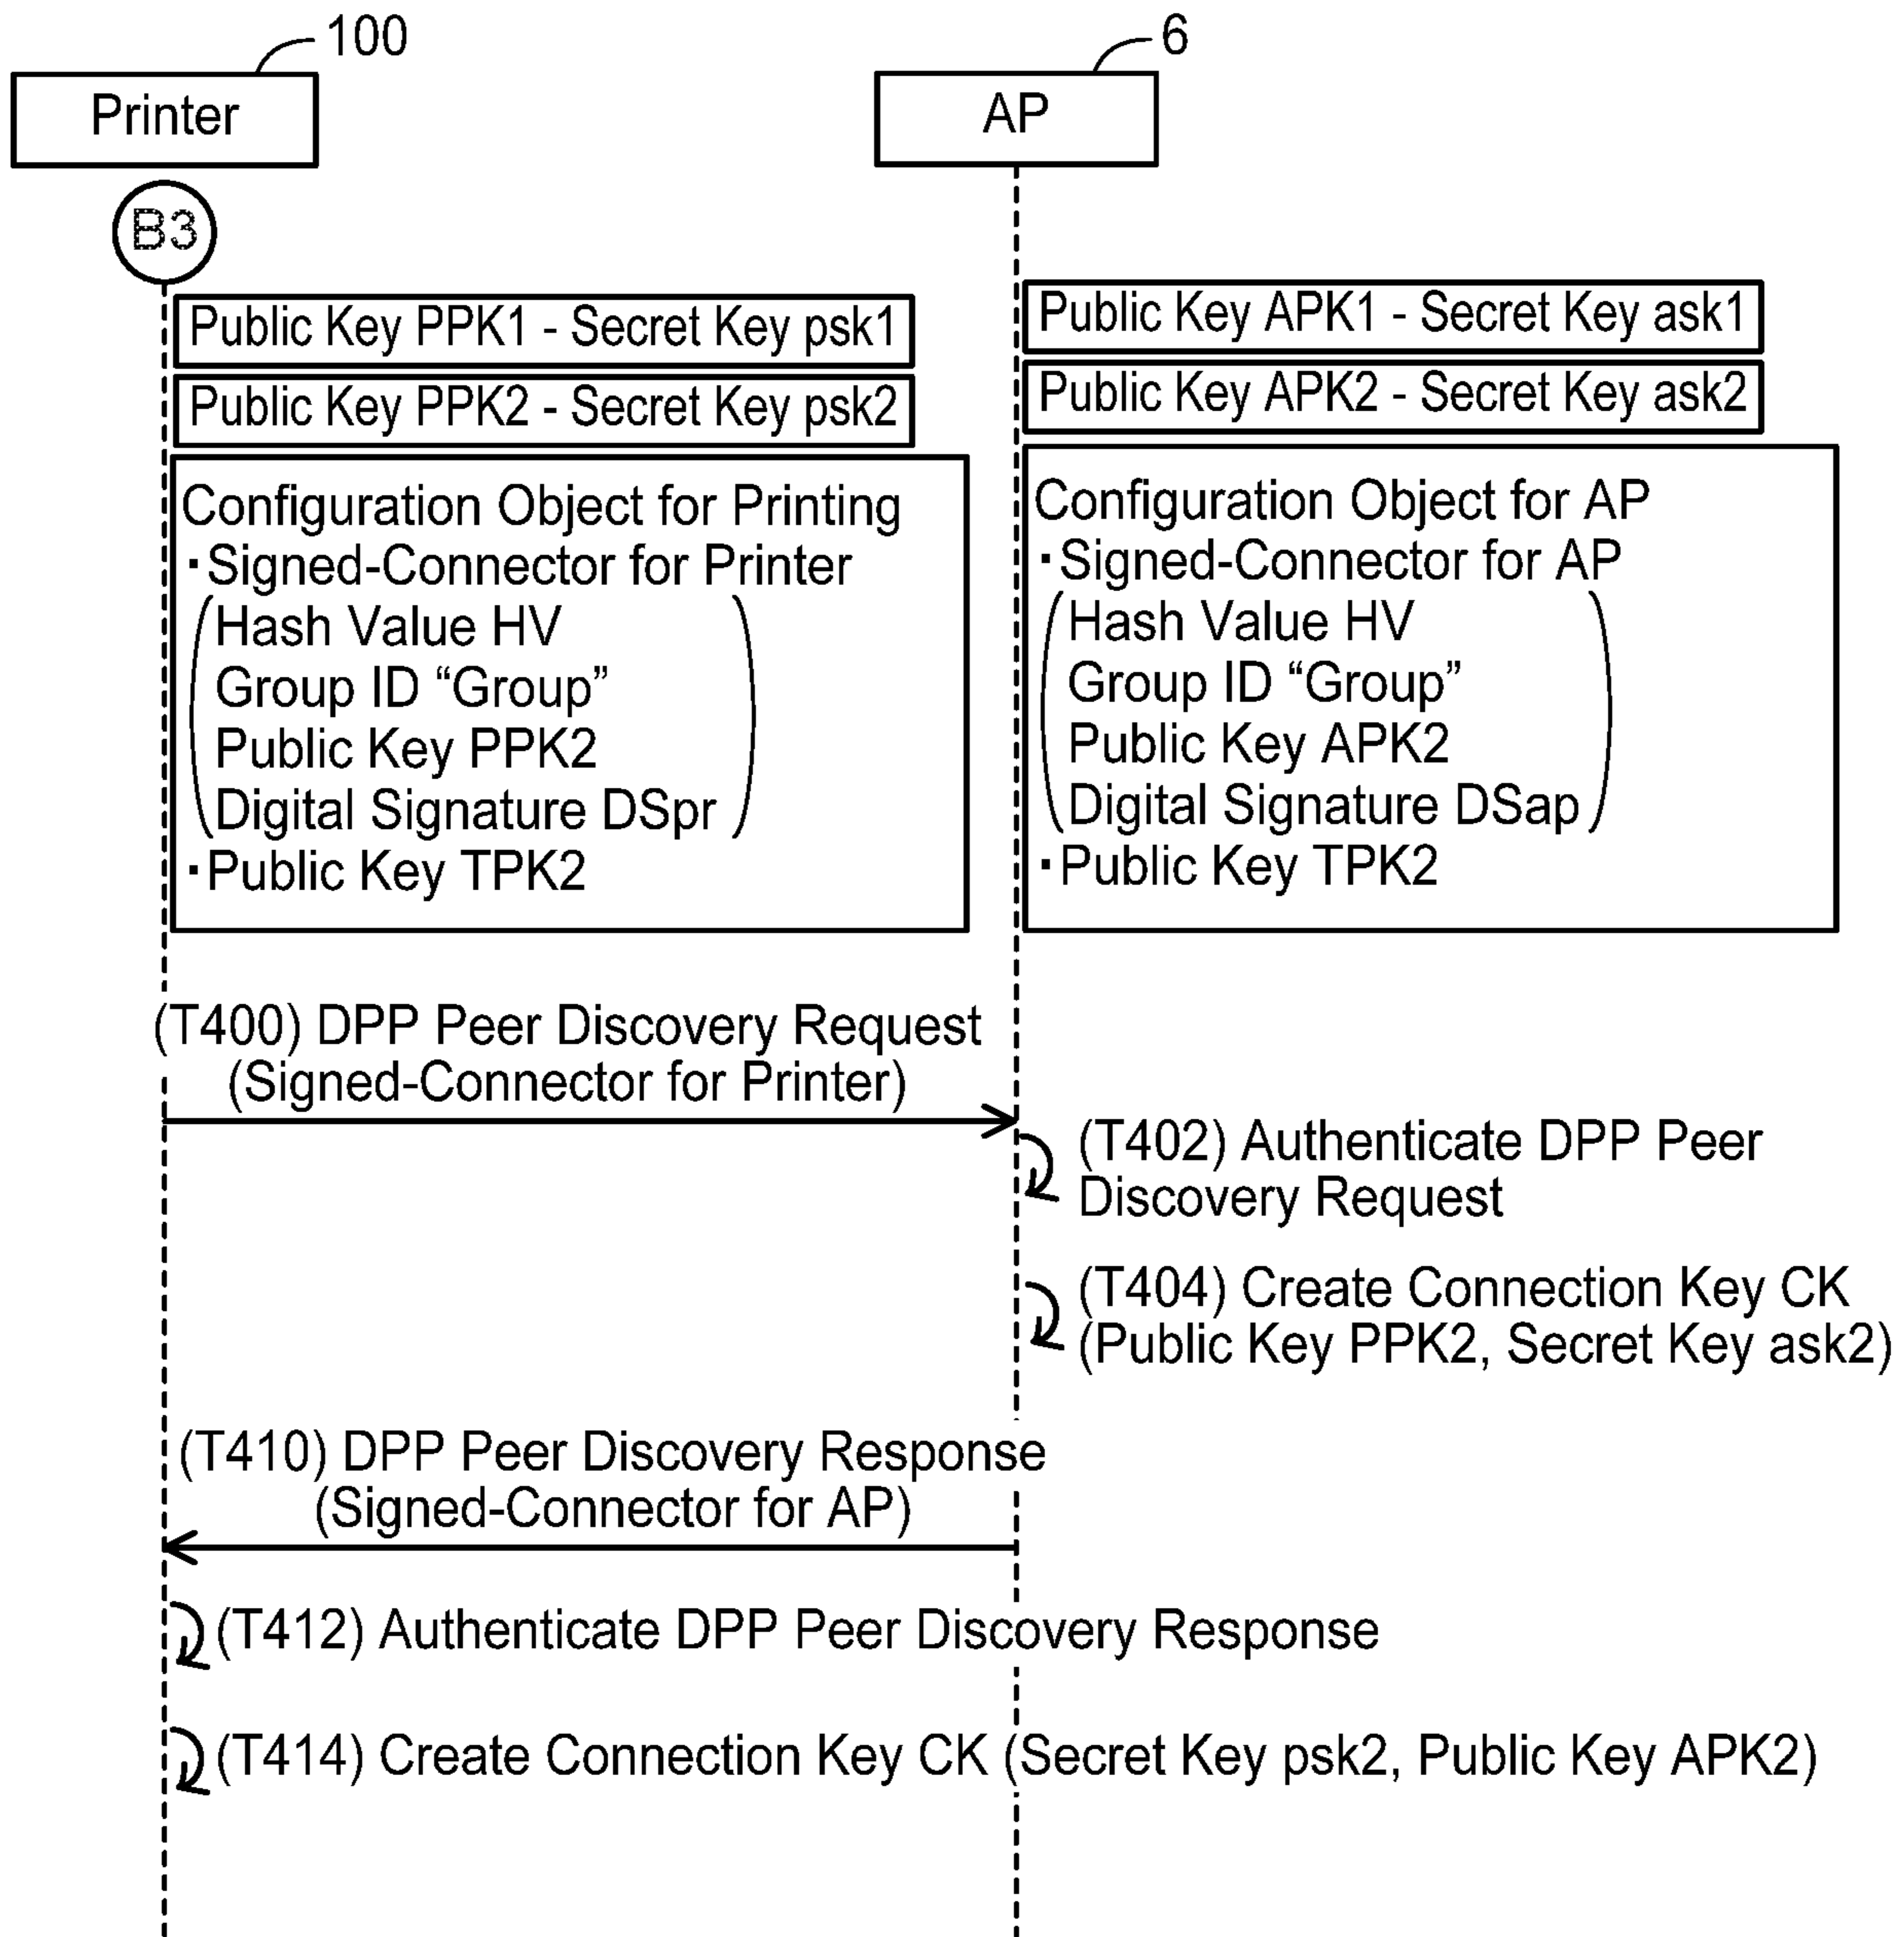 100
6
Printer
AP
B3
Public Key PPK1 - Secret Key psk1
Public Key PPK2 - Secret Key psk2
Configuration Object for Printing
・Signed-Connector for Printer
Hash Value HV
Group ID “Group”
Public Key PPK2
Digital Signature DSpr
・Public Key TPK2
Public Key APK1 - Secret Key ask1
Public Key APK2 - Secret Key ask2
Configuration Object for AP
・Signed-Connector for AP
Hash Value HV
Group ID “Group”
Public Key APK2
Digital Signature DSap
・Public Key TPK2
(T400) DPP Peer Discovery Request
(Signed-Connector for Printer)
(T402) Authenticate DPP Peer
Discovery Request
(T404) Create Connection Key CK
(Public Key PPK2, Secret Key ask2)
(T410) DPP Peer Discovery Response
(Signed-Connector for AP)
(T412) Authenticate DPP Peer Discovery Response
(T414) Create Connection Key CK (Secret Key psk2, Public Key APK2)